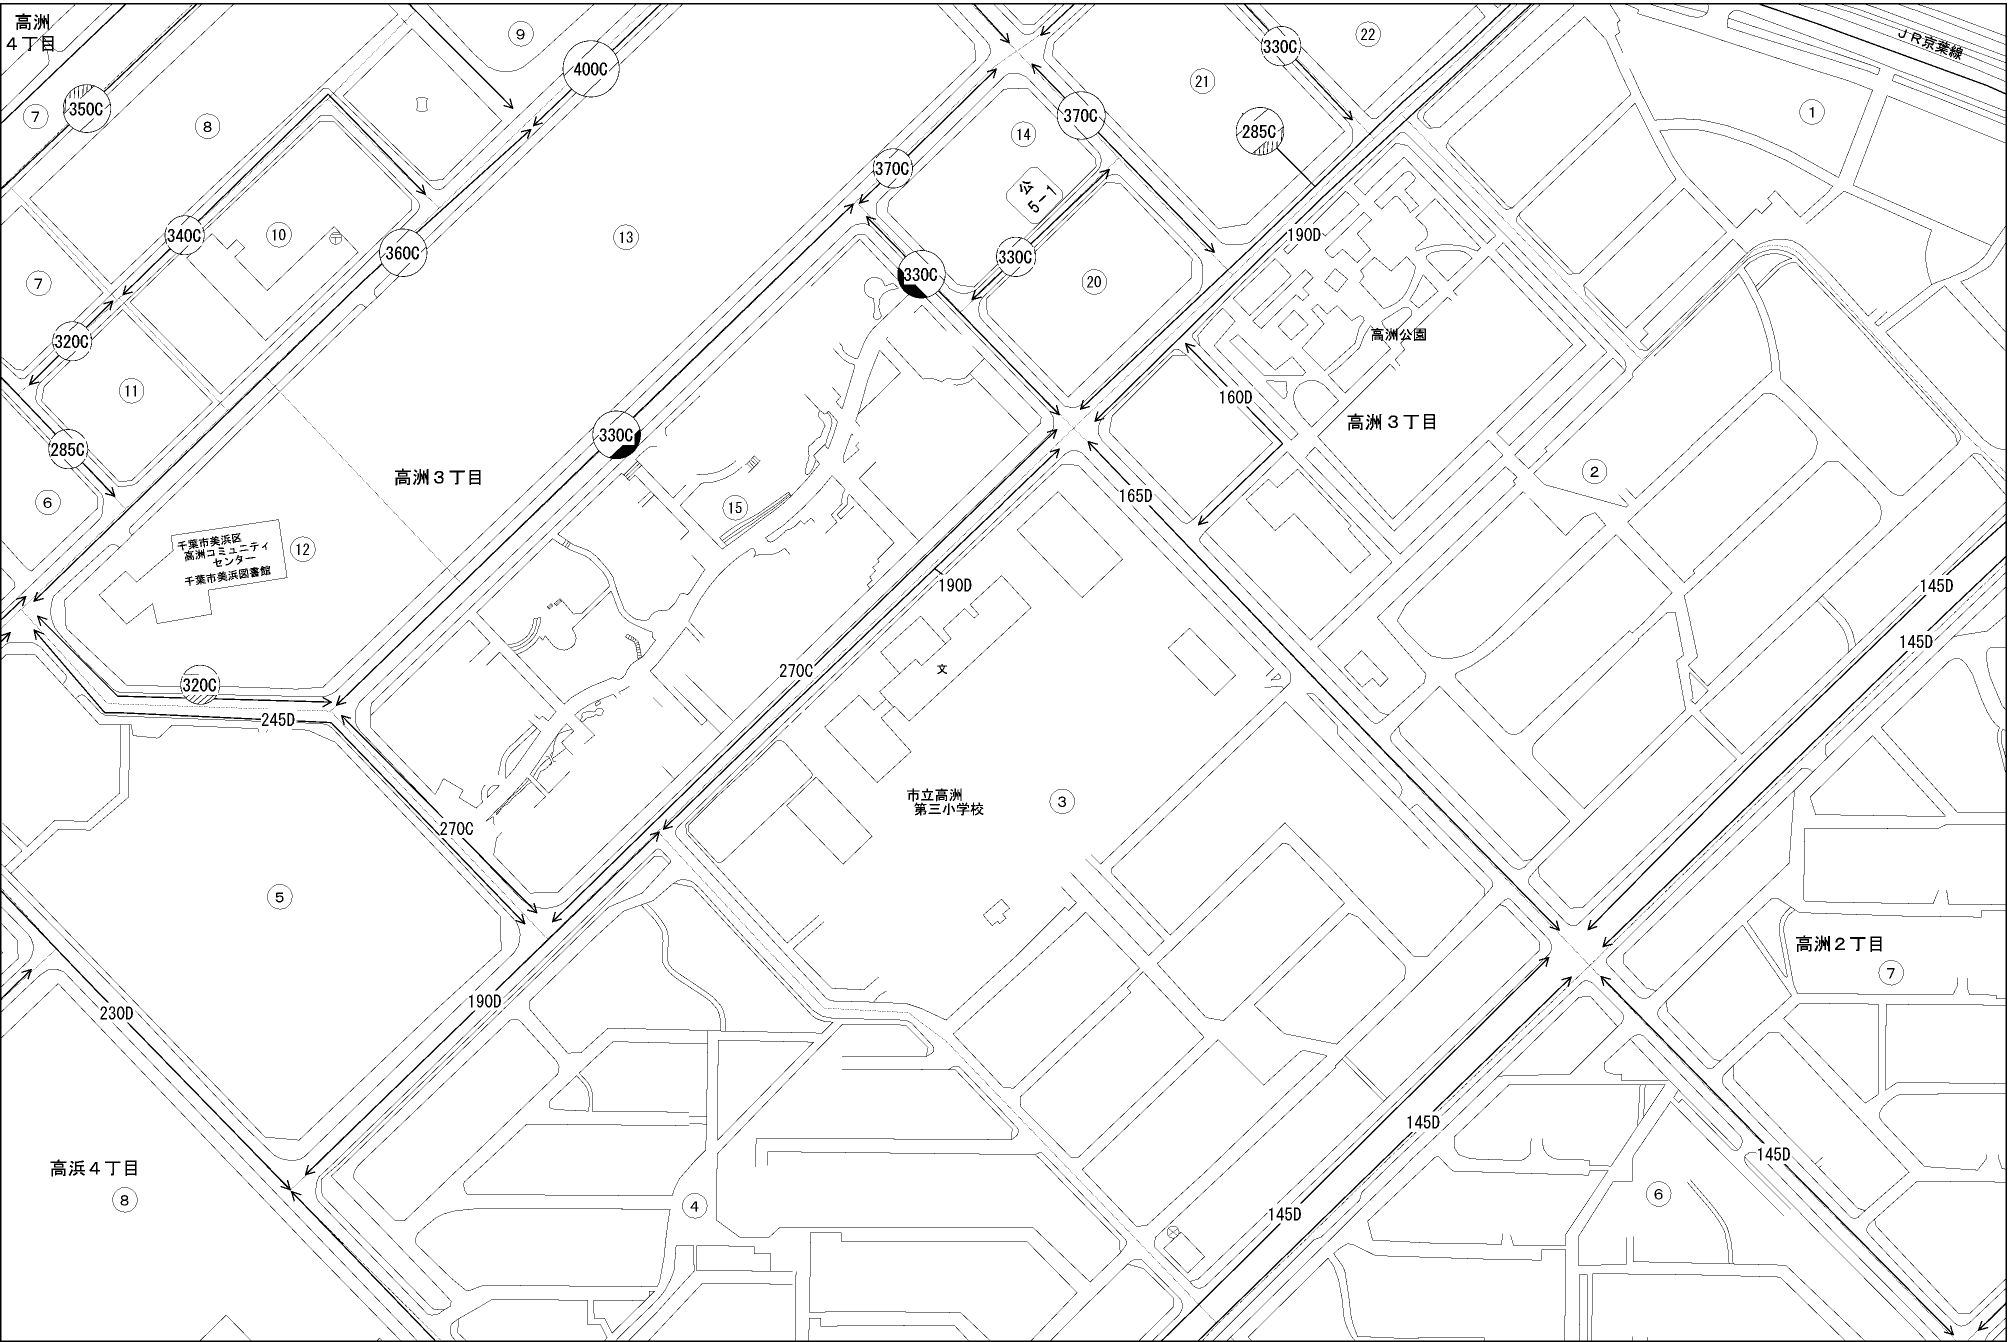 高洲
４丁目
⑨
400C
330C
㉒
ＪＲ京葉線
350C
⑦
⑧
21
370C
285C
①
14
370C
公
5-1
340C
⑩
〒
360C
⑬
190D
330C
330C
⑦
⑳
320C
高洲公園
⑪
160D
高洲３丁目
285C
330C
高洲３丁目
②
⑥
⑮
165D
千葉市美浜区
高洲コミュニティ
センター
千葉市美浜図書館
⑫
190D
145D
145D
320C
270C
文
245D
270C
市立高洲
第三小学校
③
⑤
高洲２丁目
⑦
230D
190D
145D
145D
高浜４丁目
⑧
④
⑥
145D